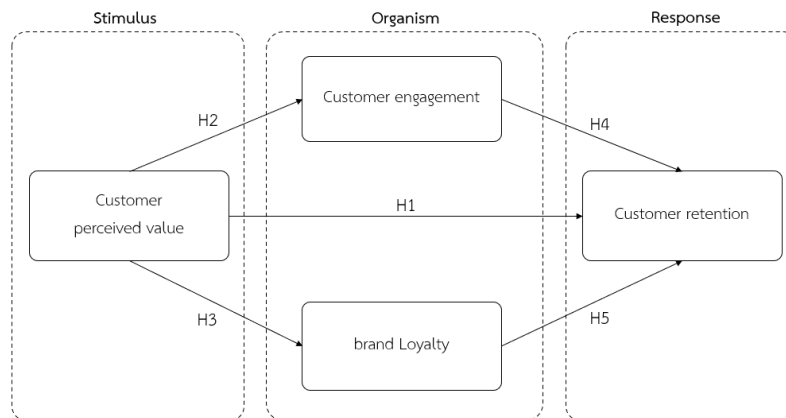 Stimulus
Organism
Response
Customer engagement
H2
H4
Customer
perceived value
H1
Customer retention
H3
H5
brand Loyalty